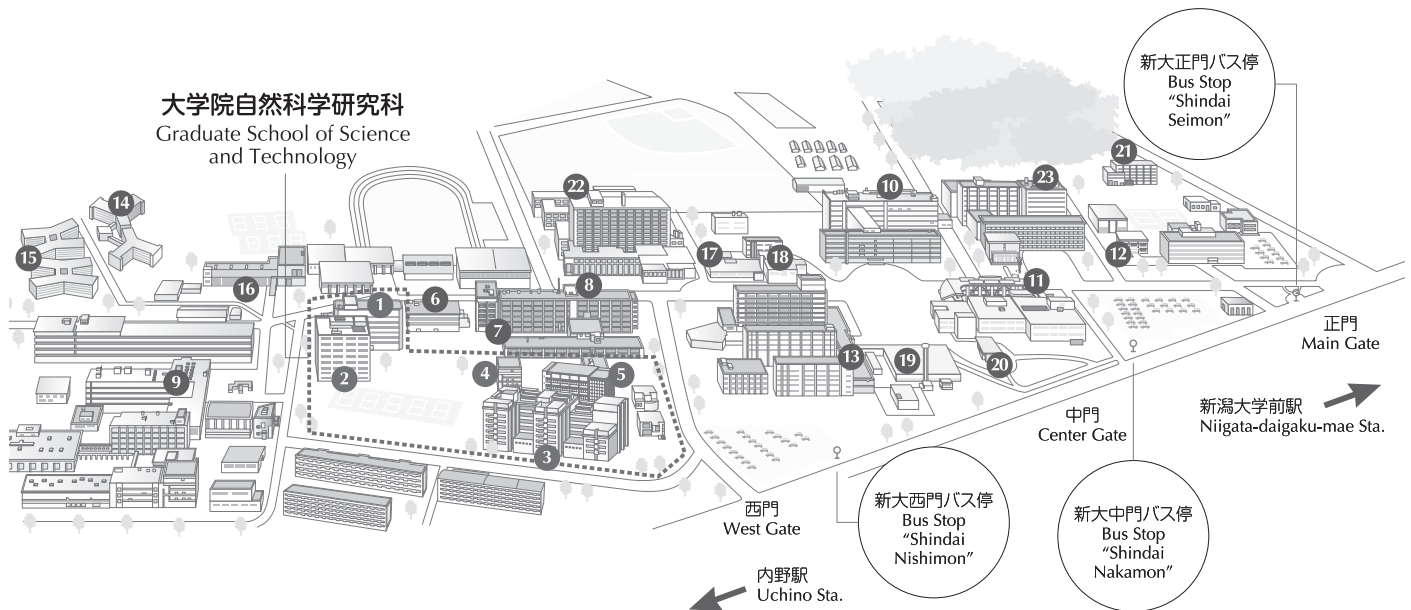 新大正門バス停
Bus Stop
“Shindai
Seimon”
大学院自然科学研究科
Graduate School of Science
and Technology
21
23
10
22
14
15
17
18
12
16
1
6
8
11
7
13
19
20
正門
Main Gate
2
9
4
5
3
新潟大学前駅
Niigata-daigaku-mae Sta.
中門
Center Gate
西門
West Gate
新大西門バス停
Bus Stop
“Shindai
Nishimon”
新大中門バス停
Bus Stop
“Shindai
Nakamon”
内野駅
Uchino Sta.